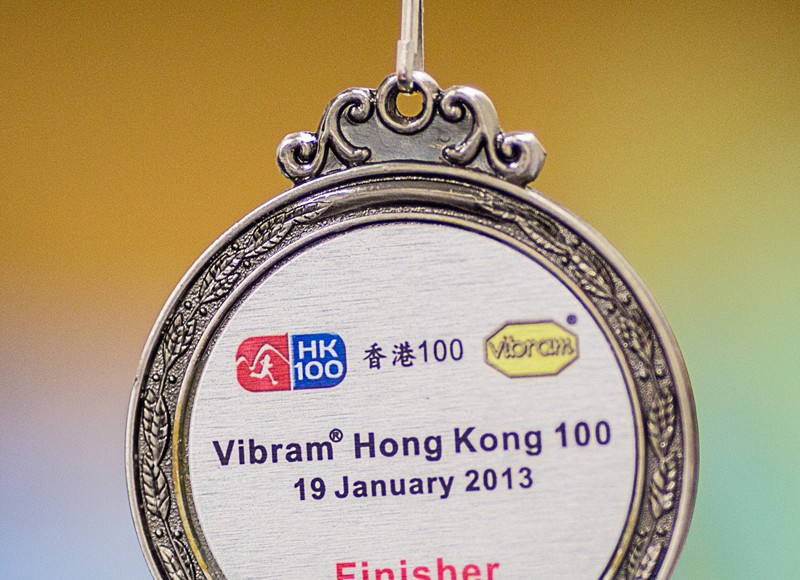 HK
100
香港100
Vibram®
Vibram® Hong Kong 100
19 January 2013
Finisher